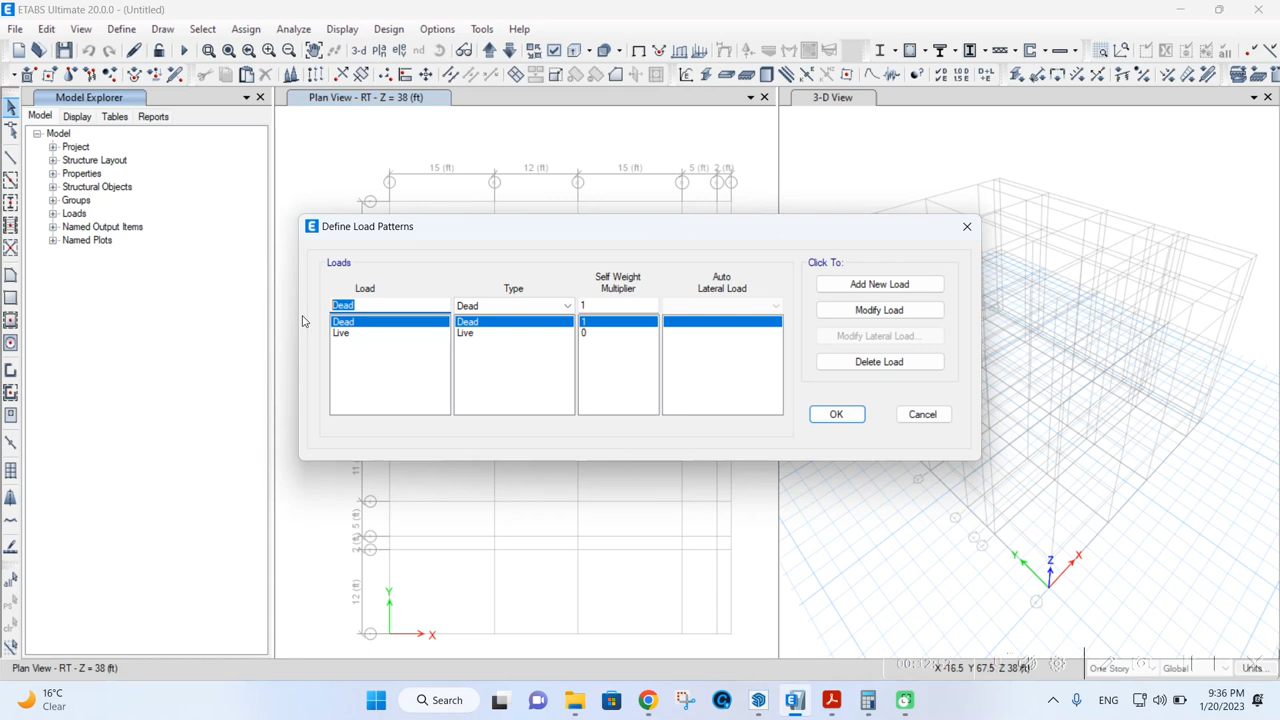 ETABS Ultimate 20.0.0 - (Untitled)
File Edit View Define Draw Select Assign Analyze Display Design Options Tools Help
Model Explorer
Plan View - RT - Z = 38 (ft)
3-D View
Model Display Tables Reports
Model
Project
Structure Layout
Properties
Structural Objects
Groups
Loads
Named Output Items
Named Plots
15 (ft) 12 (ft) 15 (ft) 5 (ft) 2 (ft)
Define Load Patterns
Loads
Click To:
Load Type Self Weight Multiplier Auto Lateral Load
Dead Dead 1
Dead Dead 1
Live Live 0
Add New Load
Modify Load
Modify Lateral Load...
Delete Load
OK Cancel
5 (ft)
2 (ft)
12 (ft)
Y
X
Y Z X
Plan View - RT - Z = 38 (ft)
X -16.5 Y 67.5 Z 38 (ft)
One Story Global Units...
16°C
Clear
Search
ENG
9:36 PM
1/20/2023